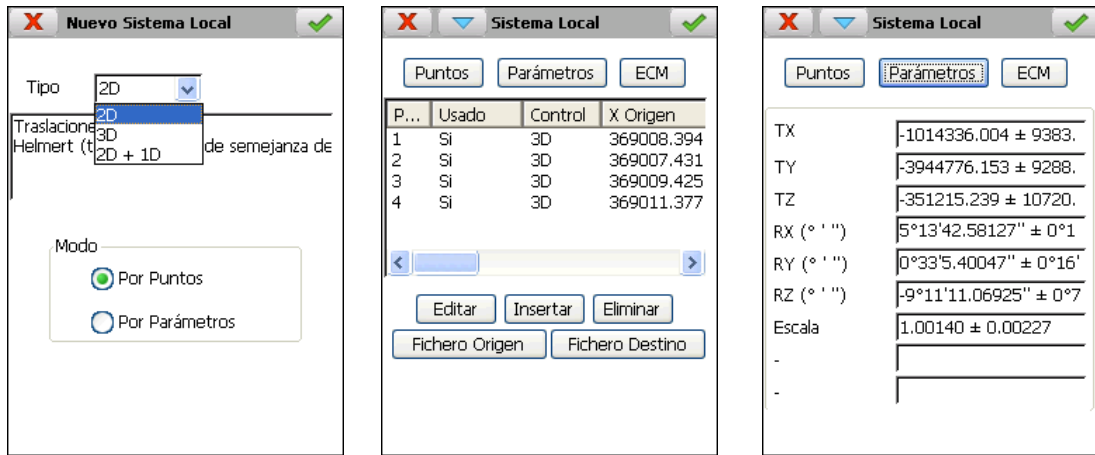 Nuevo Sistema Local
Tipo 2D
2D
3D
2D + 1D
Traslacione
Helmert (t de semejanza de
Modo
Por Puntos
Por Parámetros
Sistema Local
Puntos Parámetros ECM
P... Usado Control X Origen
1 Si 3D 369008.394
2 Si 3D 369007.431
3 Si 3D 369009.425
4 Si 3D 369011.377
Editar Insertar Eliminar
Fichero Origen Fichero Destino
Sistema Local
Puntos Parámetros ECM
TX -1014336.004 ± 9383.
TY -3944776.153 ± 9288.
TZ -351215.239 ± 10720.
RX (° ' ") 5°13'42.58127" ± 0°1
RY (° ' ") 0°33'5.40047" ± 0°16'
RZ (° ' ") -9°11'11.06925" ± 0°7
Escala 1.00140 ± 0.00227
-
-